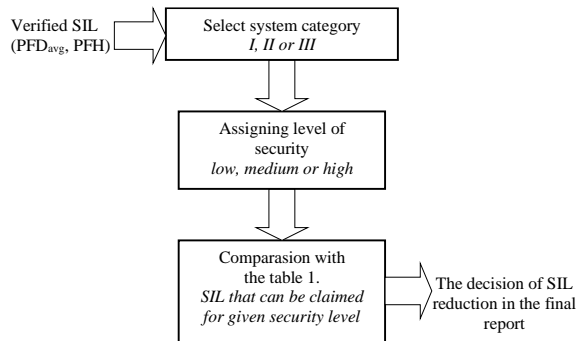 Verified SIL
(PFDavg, PFH)
Select system category
I, II or III
Assigning level of
security
low, medium or high
Comparasion with
the table 1.
SIL that can be claimed
for given security level
The decision of SIL
reduction in the final
report